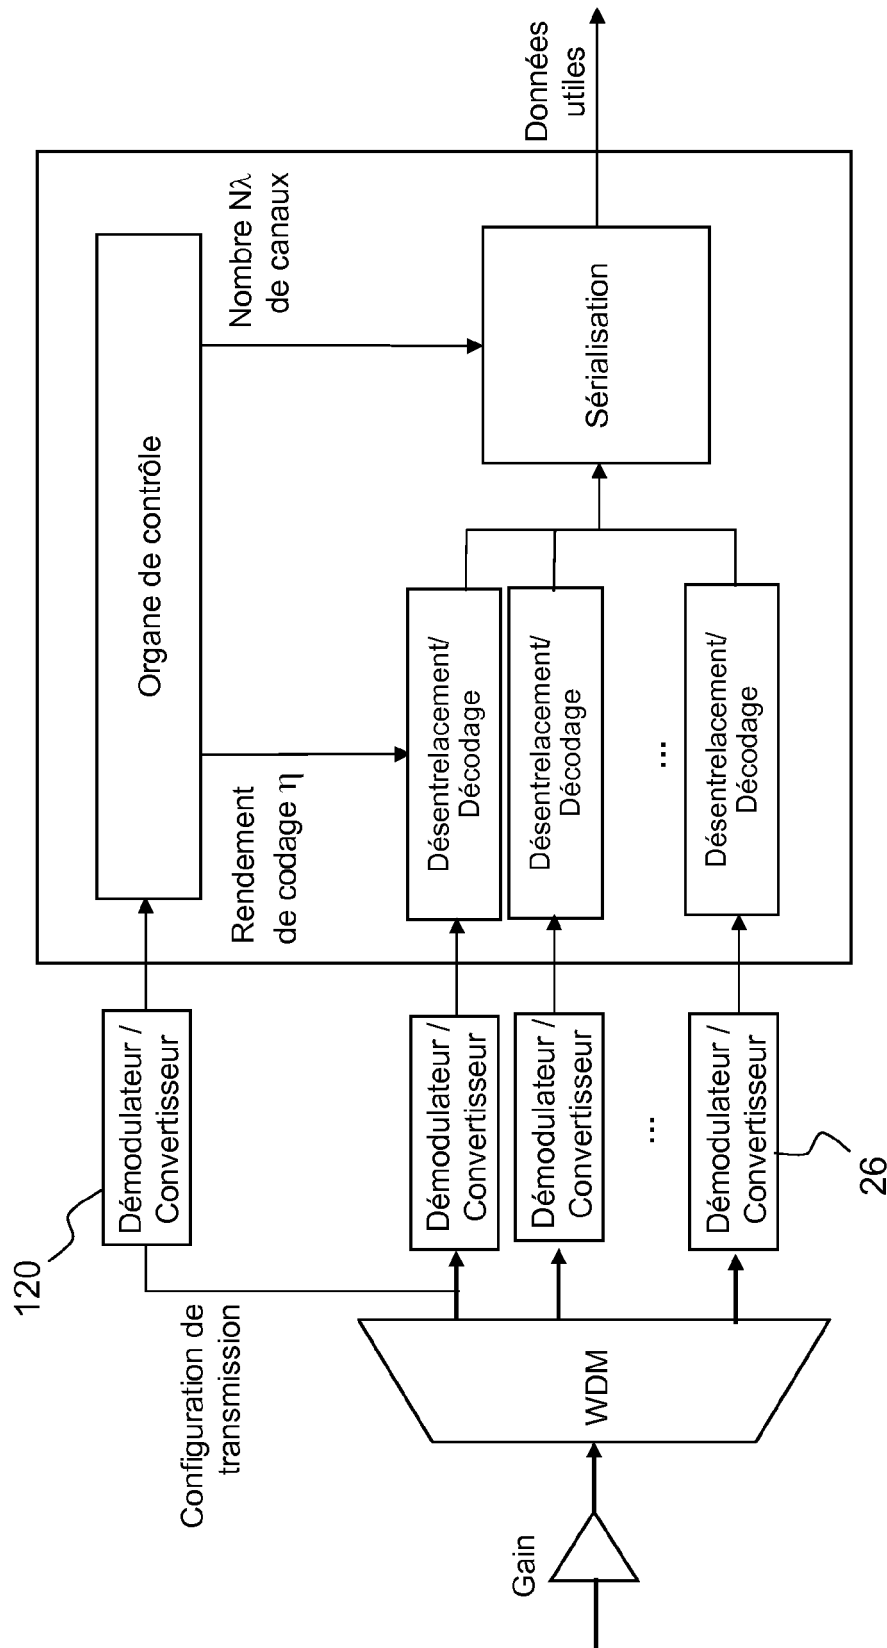 Gain
WDM
Configuration de
transmission
120
Démodulateur /
Convertisseur
Démodulateur /
Convertisseur
Démodulateur /
Convertisseur
...
Démodulateur /
Convertisseur
26
Organe de contrôle
Rendement
de codage η
Nombre Nλ
de canaux
Désentrelacement/
Décodage
Désentrelacement/
Décodage
...
Désentrelacement/
Décodage
Sérialisation
Données
utiles